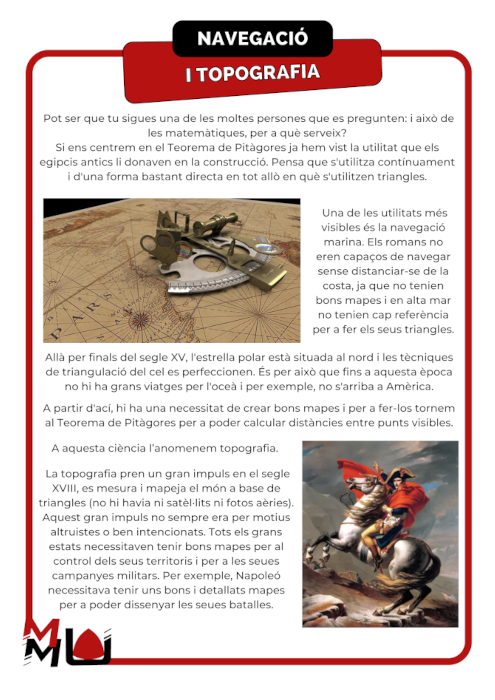 NAVEGACIÓ
I TOPOGRAFIA
Pot ser que tu sigues una de les moltes persones que es pregunten: i això de
les matemàtiques, per a què serveix?
Si ens centrem en el Teorema de Pitàgores ja hem vist la utilitat que els
egipcis antics li donaven en la construcció. Pensa que s'utilitza contínuament
i d'una forma bastant directa en tot allò en què s'utilitzen triangles.
Una de les utilitats més
visibles és la navegació
marina. Els romans no
eren capaços de navegar
sense distanciar-se de la
costa, ja que no tenien
bons mapes i en alta mar
no tenien cap referència
per a fer els seus triangles.
Allà per finals del segle XV, l'estrella polar està situada al nord i les tècniques
de triangulació del cel es perfeccionen. És per això que fins a aquesta època
no hi ha grans viatges per l'oceà i per exemple, no s'arriba a Amèrica.
A partir d'ací, hi ha una necessitat de crear bons mapes i per a fer-los tornem
al Teorema de Pitàgores per a poder calcular distàncies entre punts visibles.
A aquesta ciència l'anomenem topografia.
La topografia pren un gran impuls en el segle
XVIII, es mesura i mapeja el món a base de
triangles (no hi havia ni satèl·lits ni fotos aèries).
Aquest gran impuls no sempre era per motius
altruistes o ben intencionats. Tots els grans
estats necessitaven tenir bons mapes per al
control dels seus territoris i per a les seues
campanyes militars. Per exemple, Napoleó
necessitava tenir uns bons i detallats mapes
per a poder dissenyar les seues batalles.
MMU